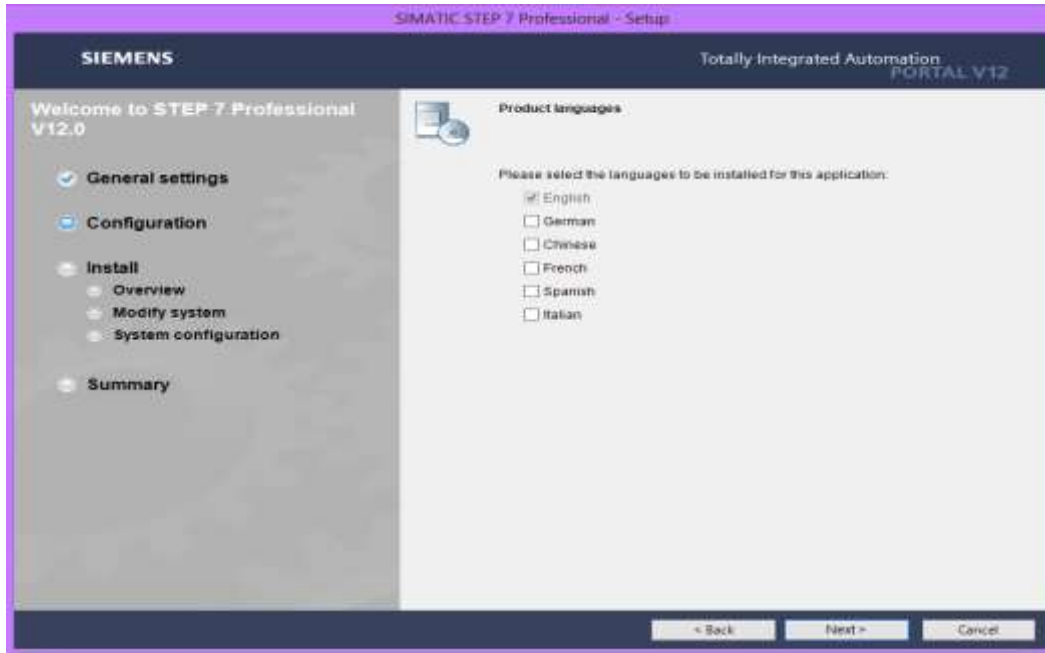 SIMATIC STEP 7 Professional - Setup
SIEMENS
Totally Integrated Automation
PORTAL V12
Welcome to STEP 7 Professional
V12.0
General settings
Configuration
Install
Overview
Modify system
System configuration
Summary
Product languages
Please select the languages to be installed for this application:
English
German
Chinese
French
Spanish
Italian
< Back
Next >
Cancel